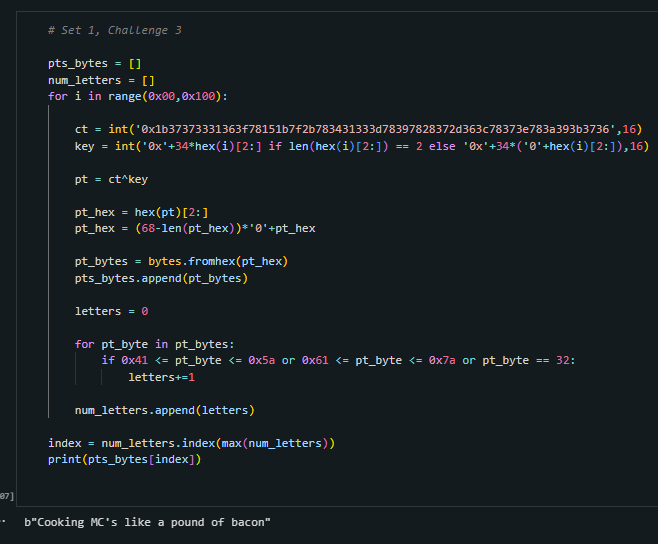 # Set 1, Challenge 3
pts_bytes = []
num_letters = []
for i in range(0x00,0x100):
ct = int('0x1b37373331363f78151b7f2b783431333d78397828372d363c78373e783a393b3736',16)
key = int('0x'+34*hex(i)[2:] if len(hex(i)[2:]) == 2 else '0x'+34*('0'+hex(i)[2:]),16)
pt = ct^key
pt_hex = hex(pt)[2:]
pt_hex = (68-len(pt_hex))*'0'+pt_hex
pt_bytes = bytes.fromhex(pt_hex)
pts_bytes.append(pt_bytes)
letters = 0
for pt_byte in pt_bytes:
if 0x41 <= pt_byte <= 0x5a or 0x61 <= pt_byte <= 0x7a or pt_byte == 32:
letters+=1
num_letters.append(letters)
index = num_letters.index(max(num_letters))
print(pts_bytes[index])
07]
b"Cooking MC's like a pound of bacon"